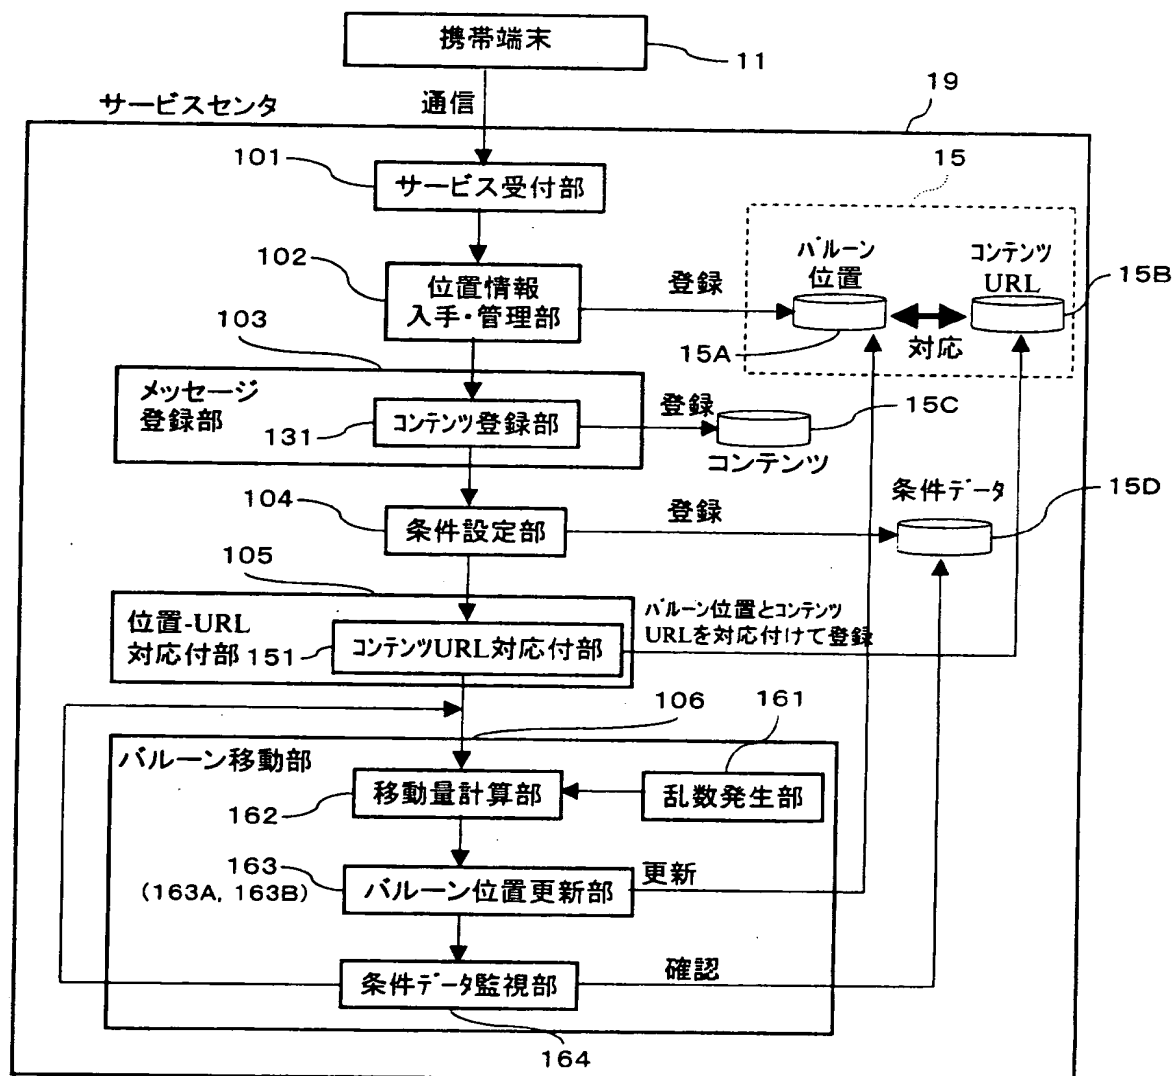 携帯端末
11
サービスセンタ
通信
19
101
サービス受付部
15
102
位置情報
入手・管理部
登録
バルーン
位置
コンテンツ
URL
15B
15A
対応
103
メッセージ
登録部
131
コンテンツ登録部
登録
15C
コンテンツ
104
条件設定部
登録
条件データ
15D
105
位置-URL
対応付部
151
コンテンツURL対応付部
バルーン位置とコンテンツ
URLを対応付けて登録
106
161
バルーン移動部
移動量計算部
162
乱数発生部
163
(163A, 163B)
バルーン位置更新部
更新
条件データ監視部
確認
164